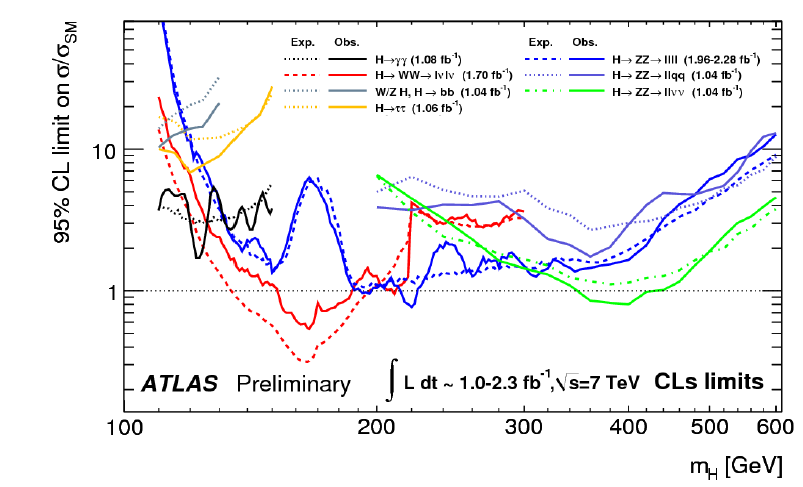 95% CL limit on σ/σSM
10
1
Exp. Obs.
H→γγ (1.08 fb-1)
H→ WW→ lνlν (1.70 fb-1)
W/Z H, H→ bb (1.04 fb-1)
H→ττ (1.06 fb-1)
Exp. Obs.
H→ ZZ→ llll (1.96-2.28 fb-1)
H→ ZZ→ llqq (1.04 fb-1)
H→ ZZ→ llνν (1.04 fb-1)
ATLAS Preliminary
∫ L dt ~ 1.0-2.3 fb-1, √s=7 TeV CLs limits
100 200 300 400 500 600
mH [GeV]